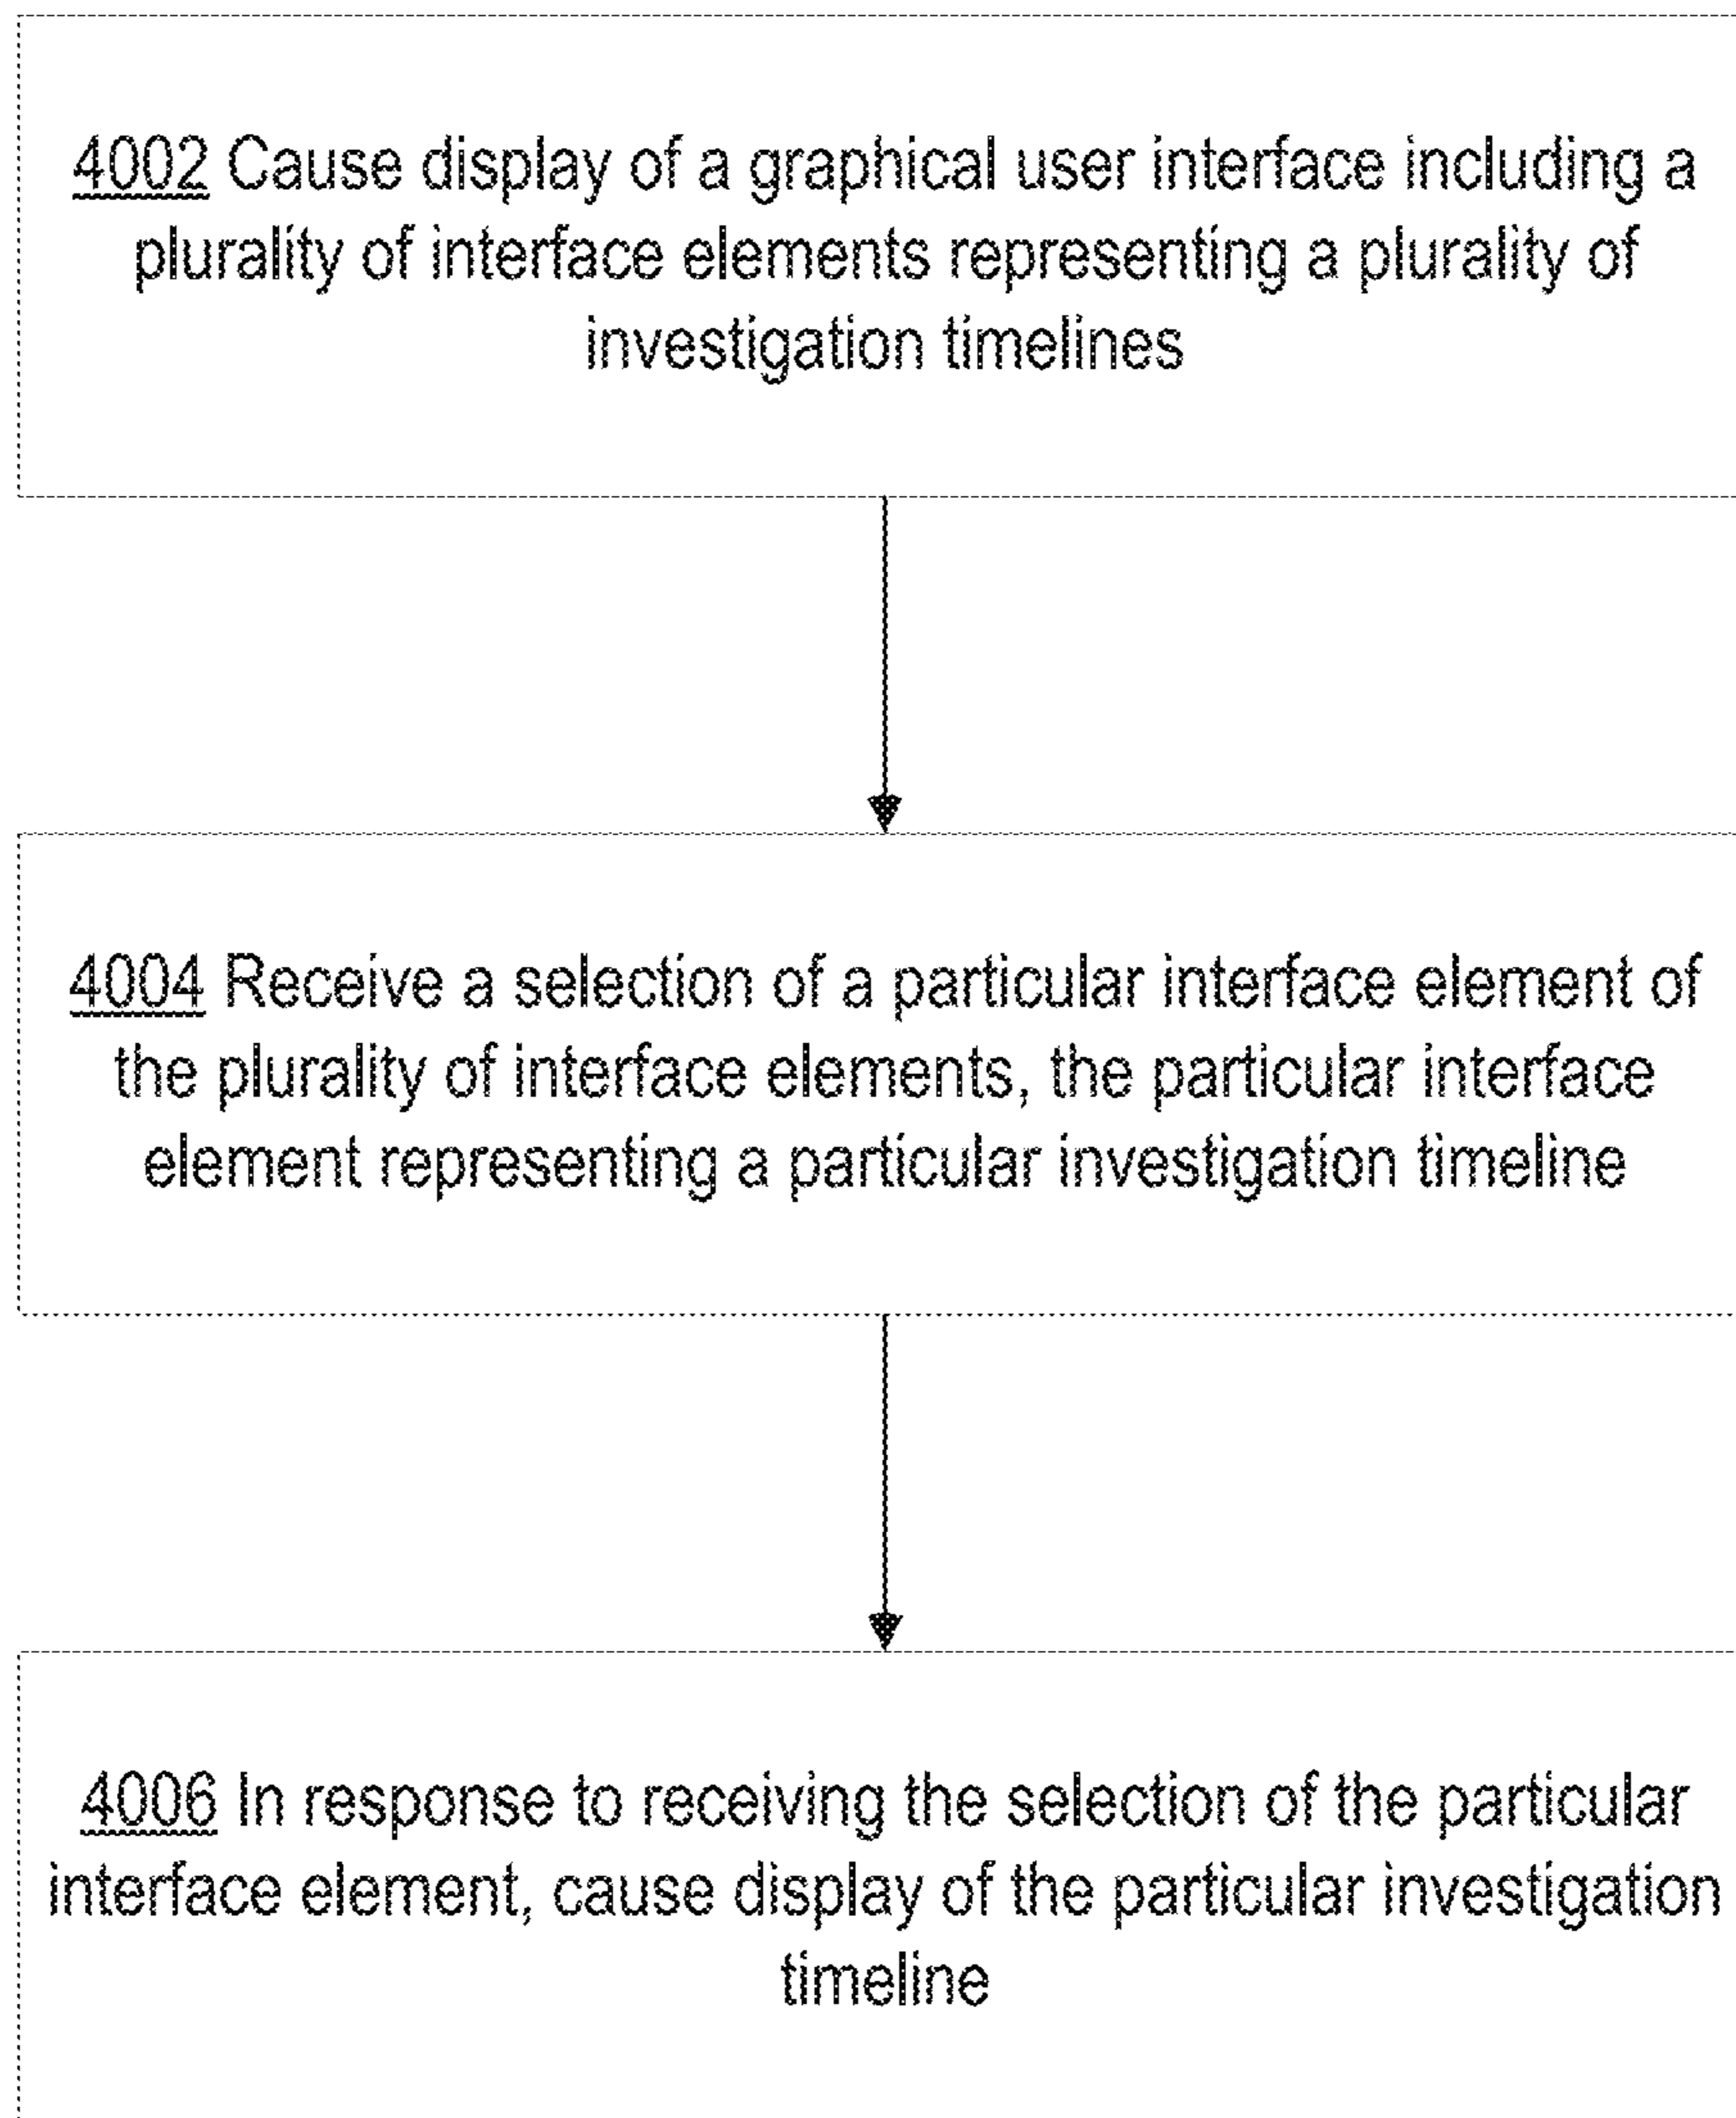 4002 Cause display of a graphical user interface including a
plurality of interface elements representing a plurality of
investigation timelines
4004 Receive a selection of a particular interface element of
the plurality of interface elements, the particular interface
element representing a particular investigation timeline
4006 In response to receiving the selection of the particular
interface element, cause display of the particular investigation
timeline